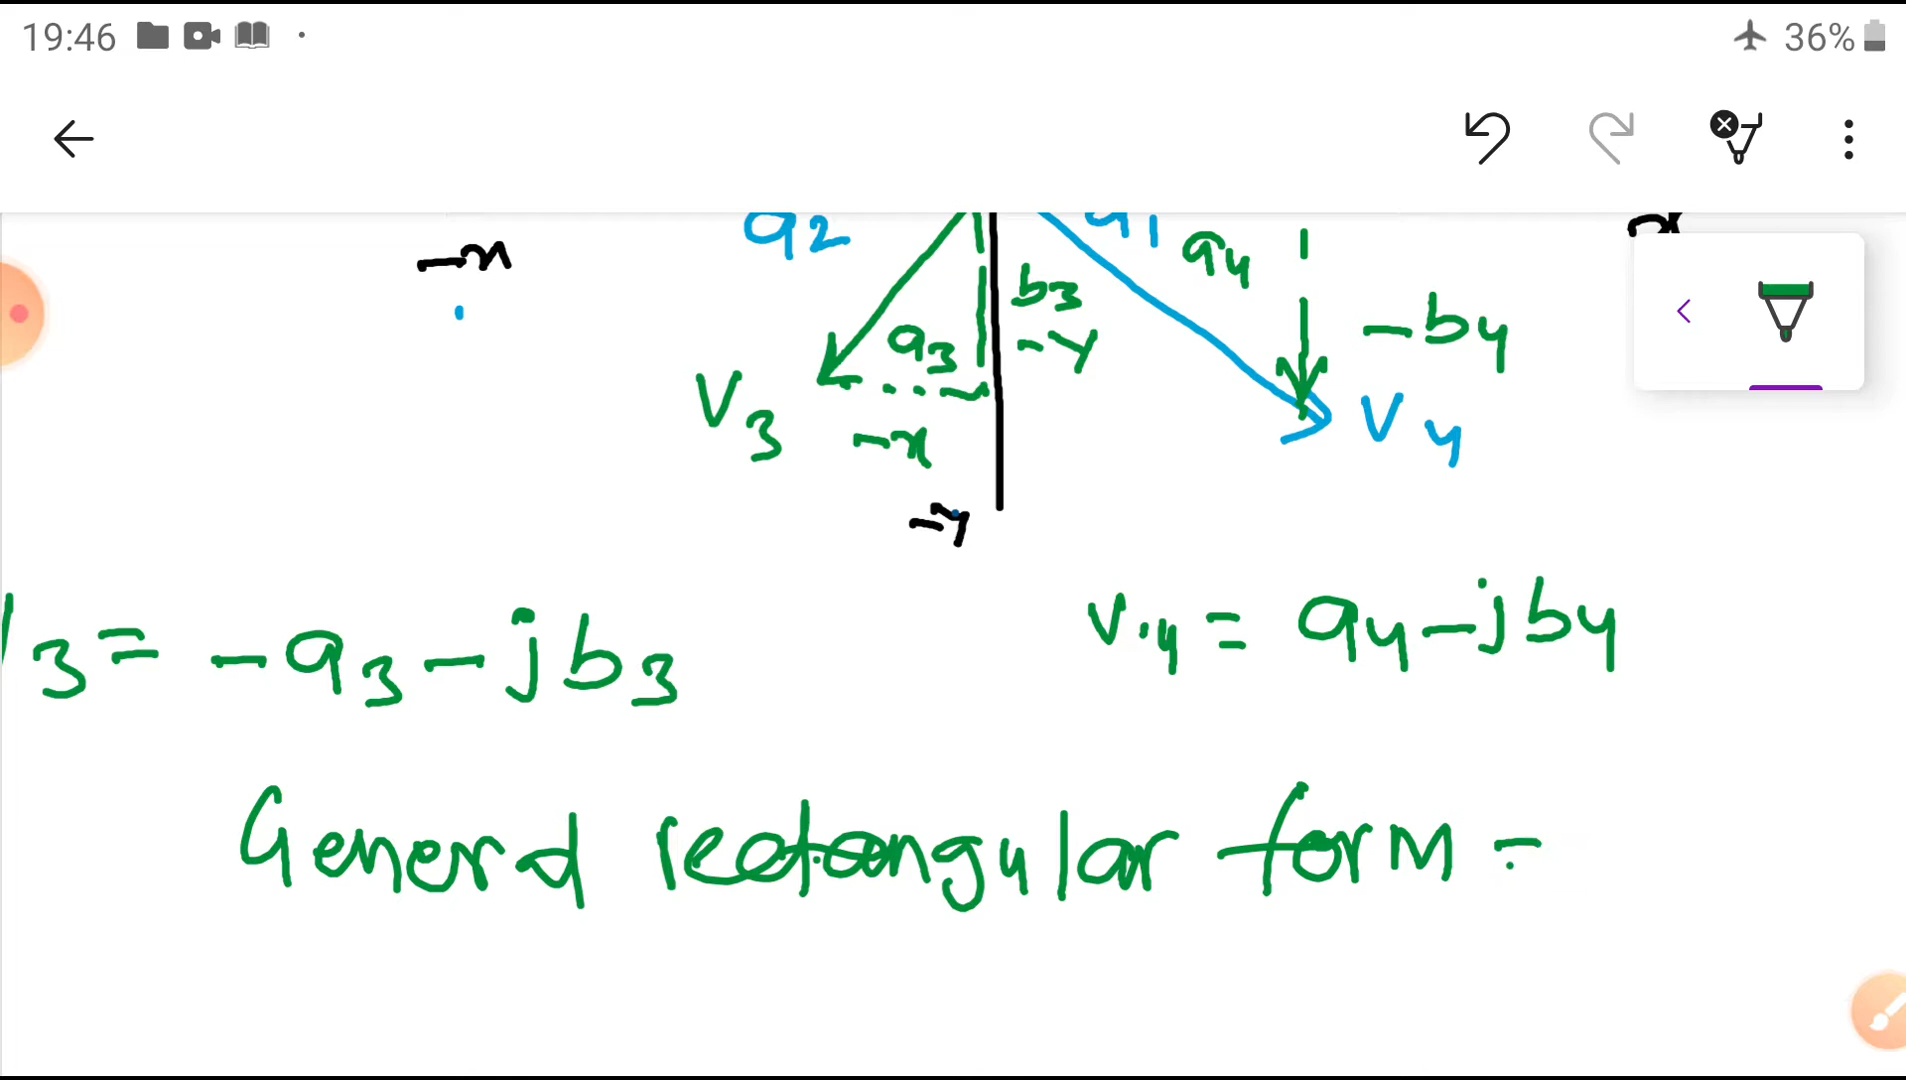 19:46 36%
a2 a1 a4
-x
b3
a3 -y -b4
V3 -x V4
-y
V3 = -a3 - jb3 V4 = a4 - jb4
General rectangular form =